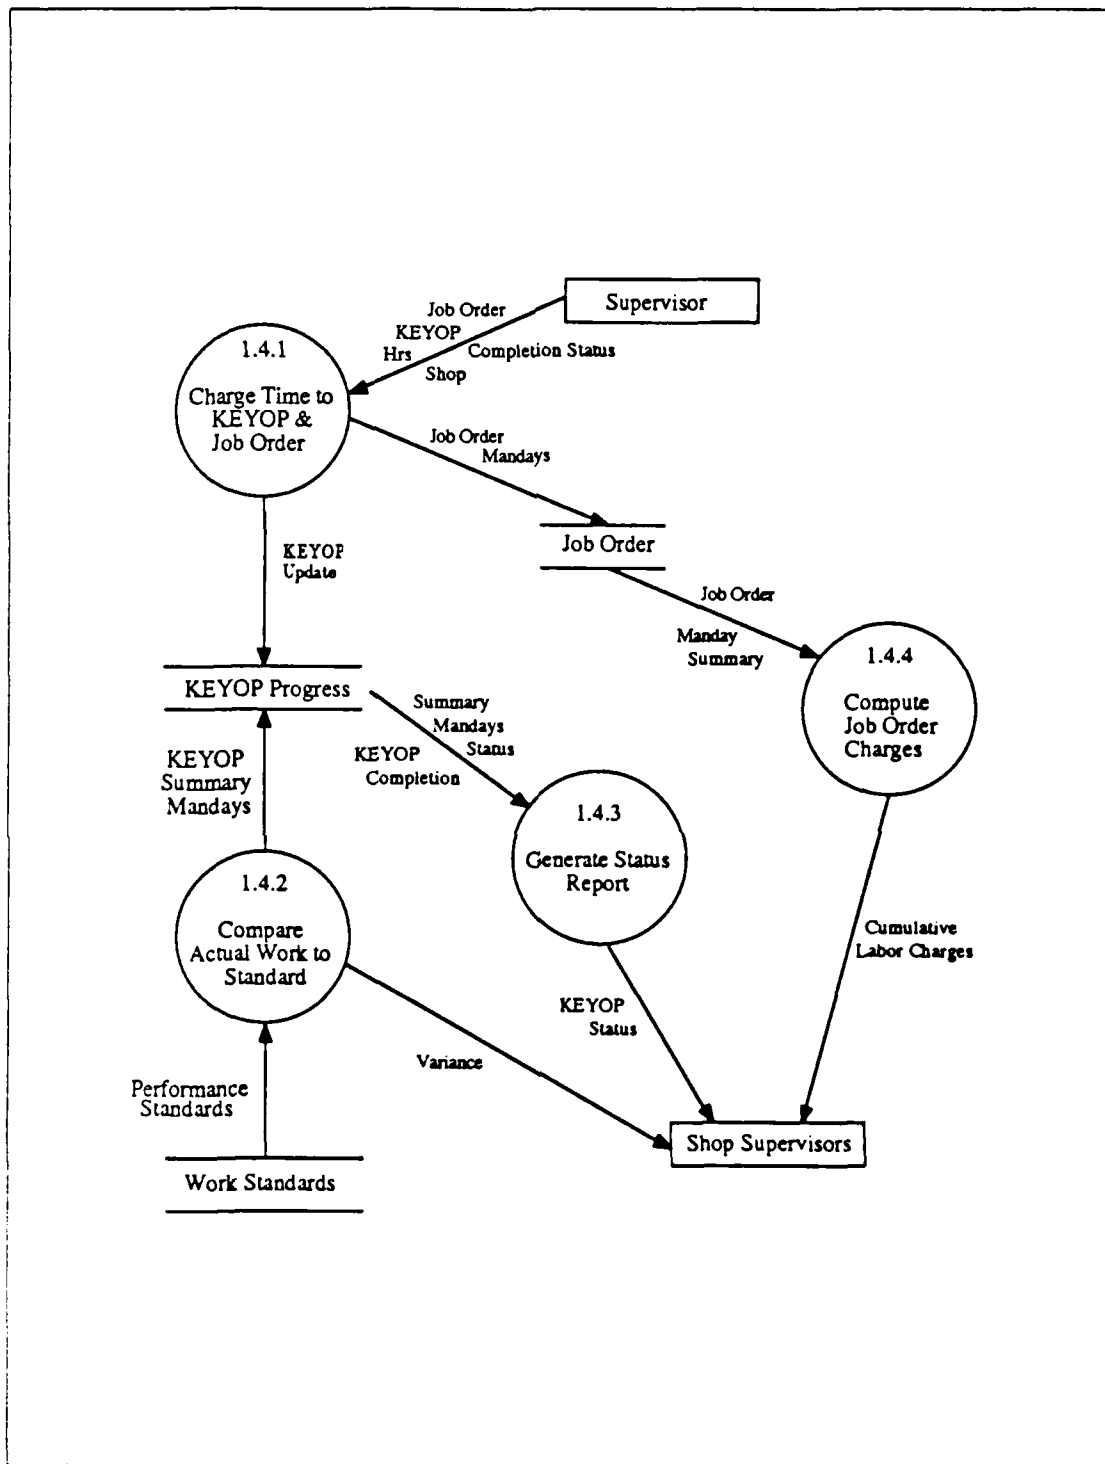 Supervisor
Job Order
KEYOP
Hrs
Completion Status
Shop
1.4.1
Charge Time to
KEYOP &
Job Order
Job Order
Mandays
Job Order
KEYOP
Update
Job Order
Manday
Summary
1.4.4
Compute
Job Order
Charges
KEYOP Progress
Summary
Mandays
Status
KEYOP
Completion
KEYOP
Summary
Mandays
1.4.3
Generate Status
Report
1.4.2
Compare
Actual Work to
Standard
Cumulative
Labor Charges
KEYOP
Status
Variance
Performance
Standards
Shop Supervisors
Work Standards